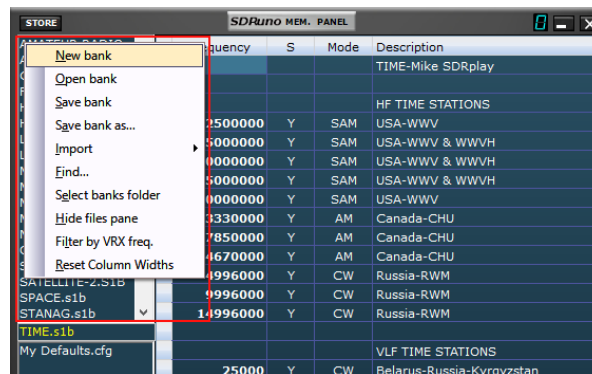 STORE SDRuno MEM. PANEL
quency S Mode Description
New bank
TIME-Mike SDRplay
Open bank
Save bank HF TIME STATIONS
Save bank as... 2500000 Y SAM USA-WWV
Import 5000000 Y SAM USA-WWV & WWVH
Find... 0000000 Y SAM USA-WWV & WWVH
5000000 Y SAM USA-WWV & WWVH
Select banks folder 0000000 Y SAM USA-WWV
Hide files pane 3330000 Y AM Canada-CHU
Filter by VRX freq. 7850000 Y AM Canada-CHU
Reset Column Widths 4670000 Y AM Canada-CHU
4996000 Y CW Russia-RWM
SATELLITE-2.S1B
SPACE.s1b 9996000 Y CW Russia-RWM
STANAG.s1b 14996000 Y CW Russia-RWM
TIME.s1b
My Defaults.cfg VLF TIME STATIONS
25000 Y CW Belarus-Russia-Kyrgyzstan